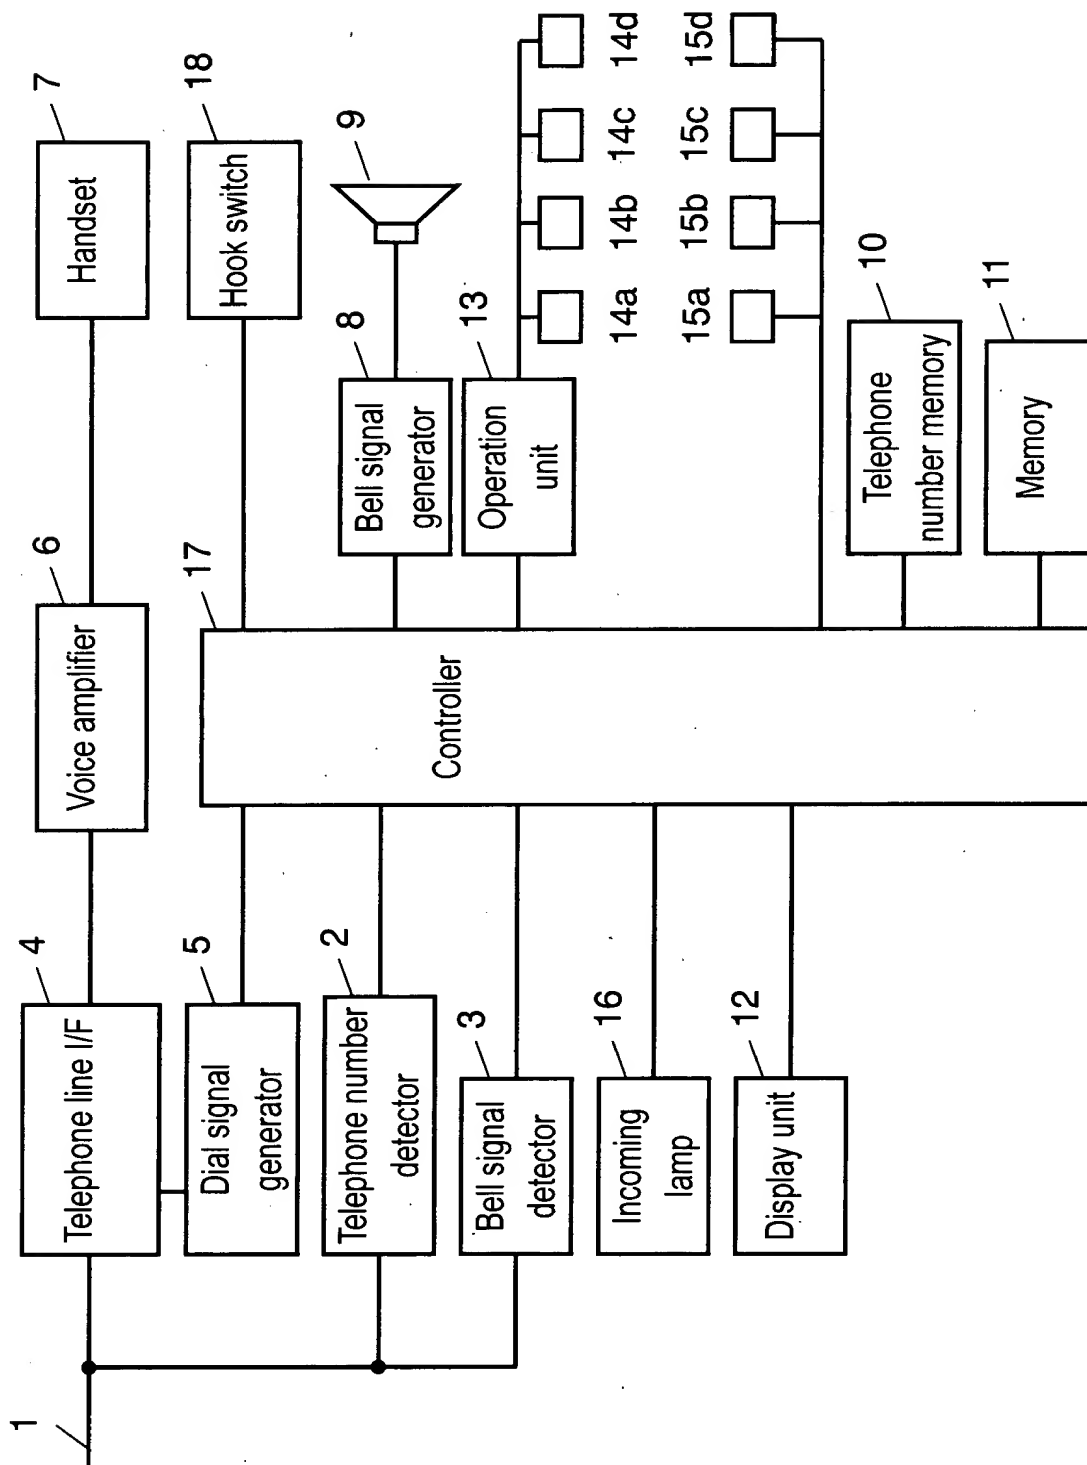 1
4
Telephone line I/F
6
Voice amplifier
7
Handset
5
Dial signal
generator
17
Controller
18
Hook switch
2
Telephone number
detector
8
Bell signal
generator
9
3
Bell signal
detector
13
Operation
unit
14a
14b
14c
14d
15a
15b
15c
15d
16
Incoming
lamp
12
Display unit
10
Telephone
number memory
11
Memory